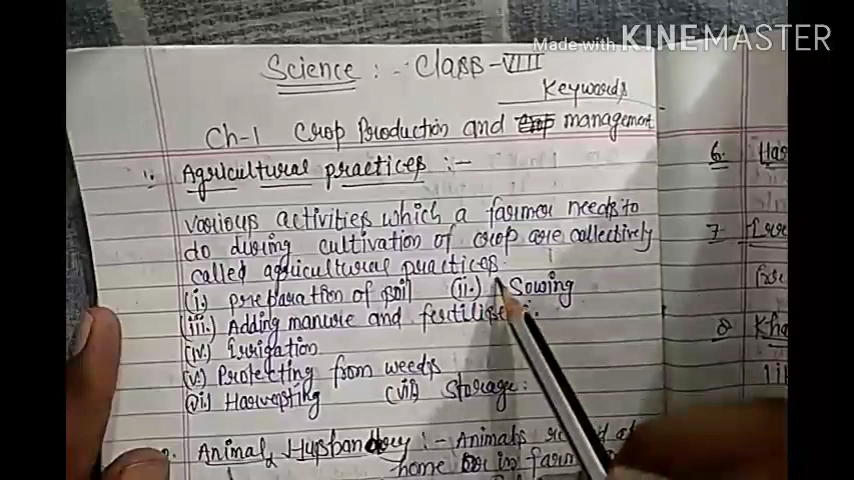 Made with KINEMASTER
Science :- Class - VIII
Keywords
Ch-1 Crop Production and management
1. Agricultural practices :-
various activities which a farmer needs to
do during cultivation of crop are collectively
called agricultural practices.
(i.) preparation of soil (ii.) Sowing
(iii.) Adding manure and fertilisers.
(iv.) Irrigation
(v.) Protecting from weeds
(vi.) Harvesting (vii) Storage.
2. Animal Husbandry :- Animals at
home or in farm
6.
7.
8